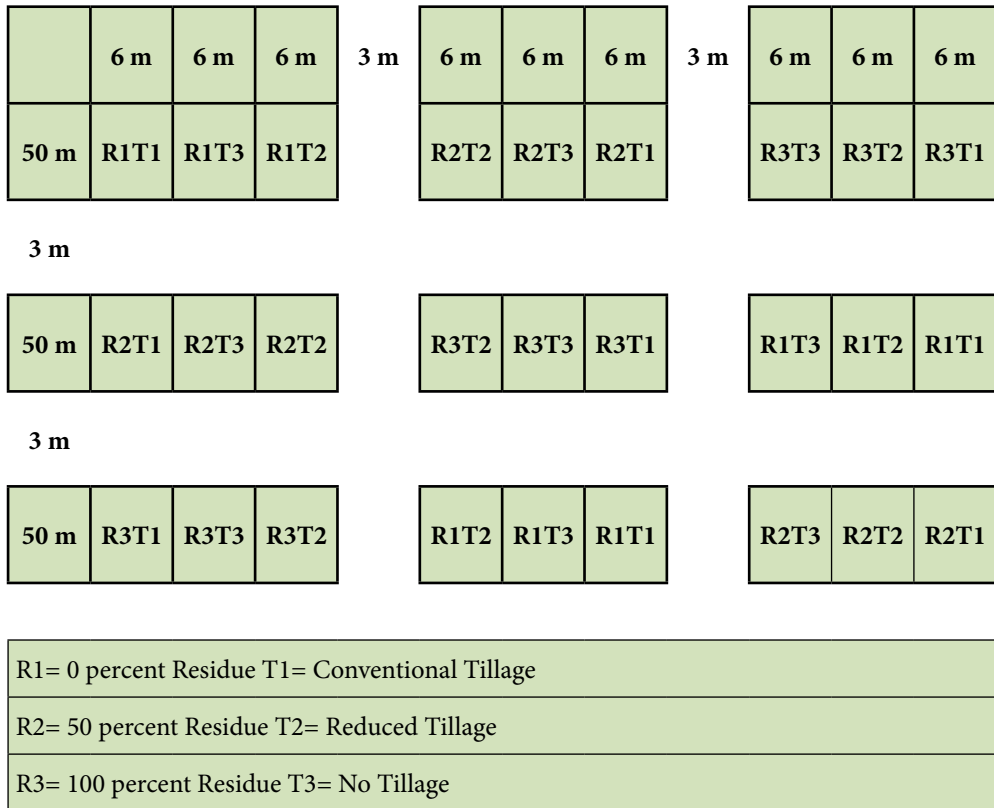 6 m 6 m 6 m 3 m 6 m 6 m 6 m 3 m 6 m 6 m 6 m
50 m R1T1 R1T3 R1T2 R2T2 R2T3 R2T1 R3T3 R3T2 R3T1
3 m
50 m R2T1 R2T3 R2T2 R3T2 R3T3 R3T1 R1T3 R1T2 R1T1
3 m
50 m R3T1 R3T3 R3T2 R1T2 R1T3 R1T1 R2T3 R2T2 R2T1
R1= 0 percent Residue T1= Conventional Tillage
R2= 50 percent Residue T2= Reduced Tillage
R3= 100 percent Residue T3= No Tillage